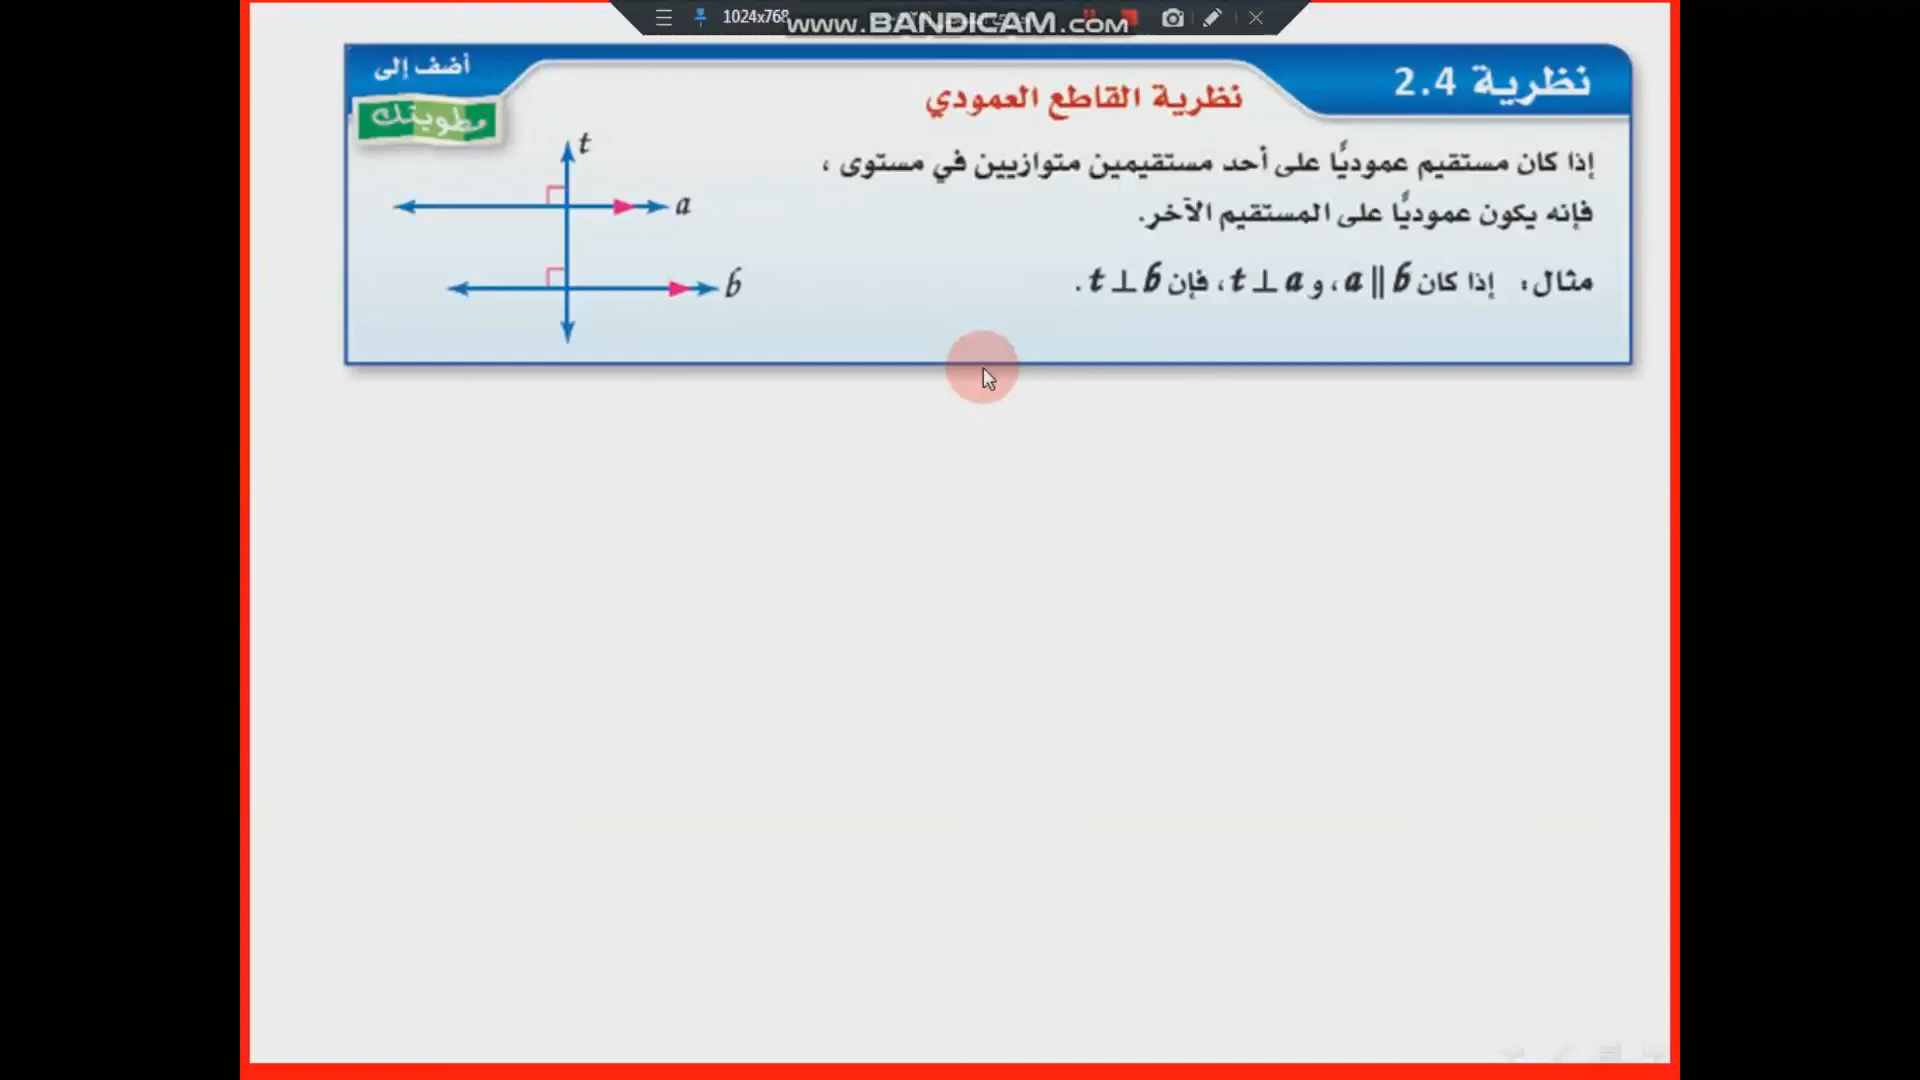 1024x768
www.BANDICAM.com
نظرية 2.4
أضف إلى
مطويتك
نظرية القاطع العمودي
إذا كان مستقيم عموديًّا على أحد مستقيمين متوازيين في مستوى ،
فإنه يكون عموديًّا على المستقيم الآخر.
مثال: إذا كان a || b، و t ⊥ a، فإن t ⊥ b.
t
a
b